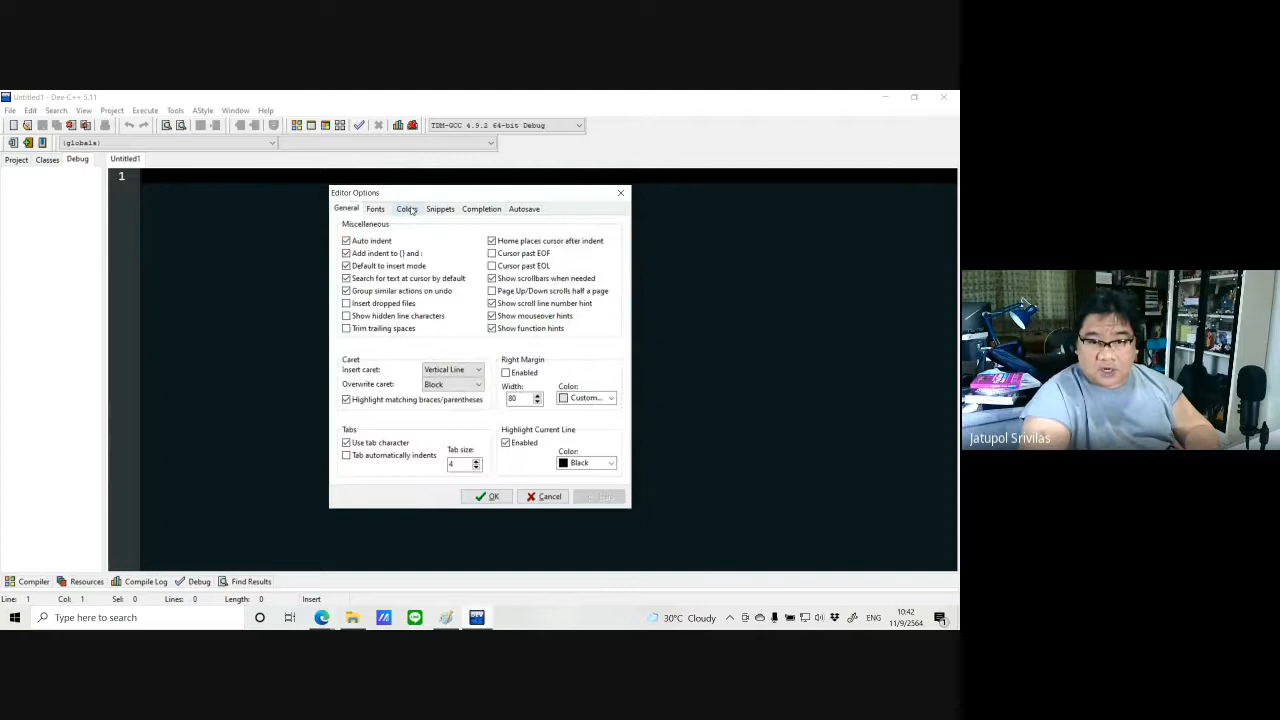 Untitled1 - Dev-C++ 5.11
File Edit Search View Project Execute Tools AStyle Window Help
TDM-GCC 4.9.2 64-bit Debug
(globals)
Project Classes Debug Untitled1
1
Editor Options
General Fonts Colors Snippets Completion Autosave
Miscellaneous
Auto indent
Add indent to {} and :
Default to insert mode
Search for text at cursor by default
Group similar actions on undo
Insert dropped files
Show hidden line characters
Trim trailing spaces
Home places cursor after indent
Cursor past EOF
Cursor past EOL
Show scrollbars when needed
Page Up/Down scrolls half a page
Show scroll line number hint
Show mouseover hints
Show function hints
Caret
Insert caret: Vertical Line
Overwrite caret: Block
Highlight matching braces/parentheses
Right Margin
Enabled
Width: Color:
80 Custom...
Tabs
Use tab character
Tab automatically indents
Tab size:
4
Highlight Current Line
Enabled
Color:
Black
OK Cancel
Jatupol Srivilas
Compiler Resources Compile Log Debug Find Results
Line: 1 Col: 1 Sel: 0 Lines: 0 Length: 0 Insert
Type here to search
30°C Cloudy
ENG
10:42
11/9/2564